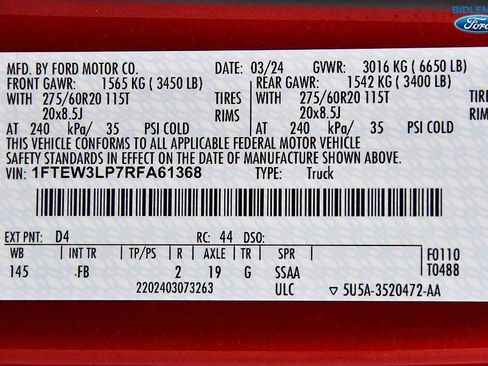 BIDLEM
Ford
MFD. BY FORD MOTOR CO. DATE: 03/24 GVWR: 3016 KG ( 6650 LB)
FRONT GAWR: 1565 KG ( 3450 LB) REAR GAWR: 1542 KG ( 3400 LB)
WITH 275/60R20 115T TIRES WITH 275/60R20 115T TIRES
20x8.5J RIMS 20x8.5J RIMS
AT 240 kPa/ 35 PSI COLD AT 240 kPa/ 35 PSI COLD
THIS VEHICLE CONFORMS TO ALL APPLICABLE FEDERAL MOTOR VEHICLE
SAFETY STANDARDS IN EFFECT ON THE DATE OF MANUFACTURE SHOWN ABOVE.
VIN: 1FTEW3LP7RFA61368 TYPE: Truck
EXT PNT: D4 RC: 44 DSO:
WB INT TR TP/PS R AXLE TR SPR F0110
145 .FB 2 19 G SSAA T0488
2202403073263 ULC ▽ 5U5A-3520472-AA